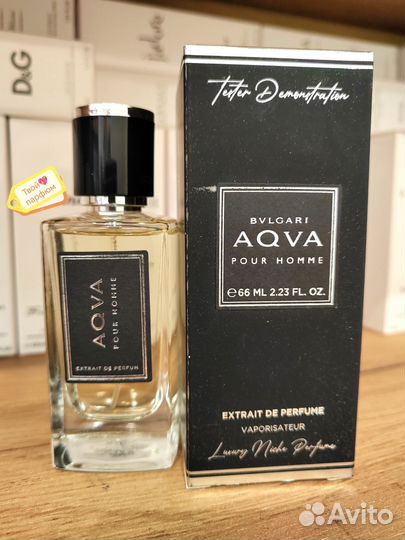 D&G
Tester Demonstration
Твой
парфюм
BVLGARI
AQVA
POUR HOMME
℮ 66 ML 2.23 FL. OZ.
AQVA
POUR HOMME
EXTRAIT DE PERFUM
EXTRAIT DE PERFUME
VAPORISATEUR
Luxury Niche Perfume
Avito